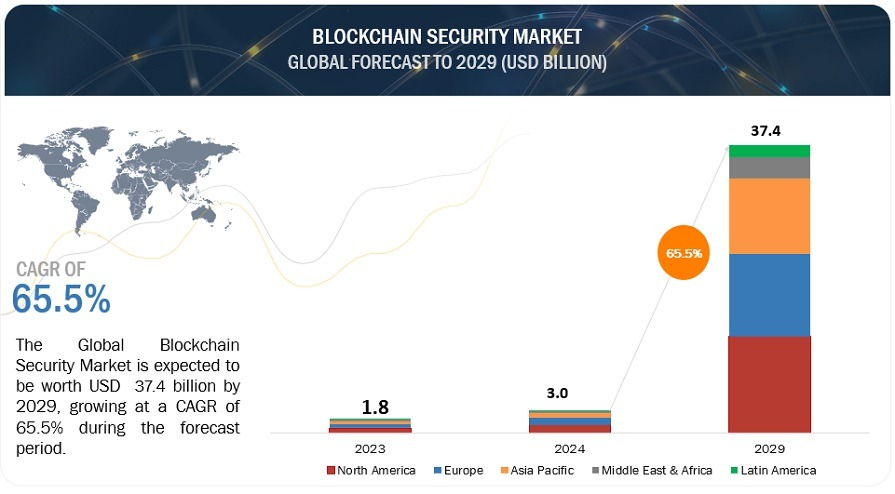 BLOCKCHAIN SECURITY MARKET
GLOBAL FORECAST TO 2029 (USD BILLION)
CAGR OF
65.5%
The Global Blockchain
Security Market is expected to
be worth USD 37.4 billion by
2029, growing at a CAGR of
65.5% during the forecast
period.
1.8
3.0
65.5%
37.4
2023
2024
2029
North America
Europe
Asia Pacific
Middle East & Africa
Latin America